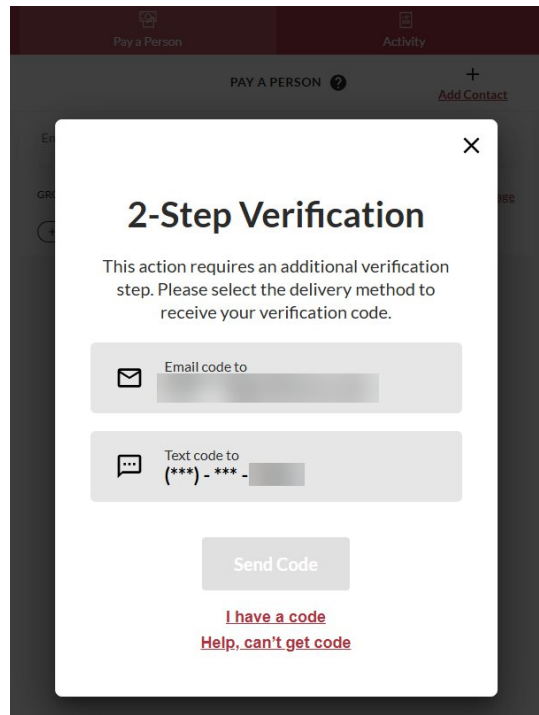 Pay a Person
Activity
PAY A PERSON ?
+
Add Contact
En
GRO
2-Step Verification
This action requires an additional verification
step. Please select the delivery method to
receive your verification code.
Email code to
Text code to
(***) - *** -
Send Code
I have a code
Help, can't get code